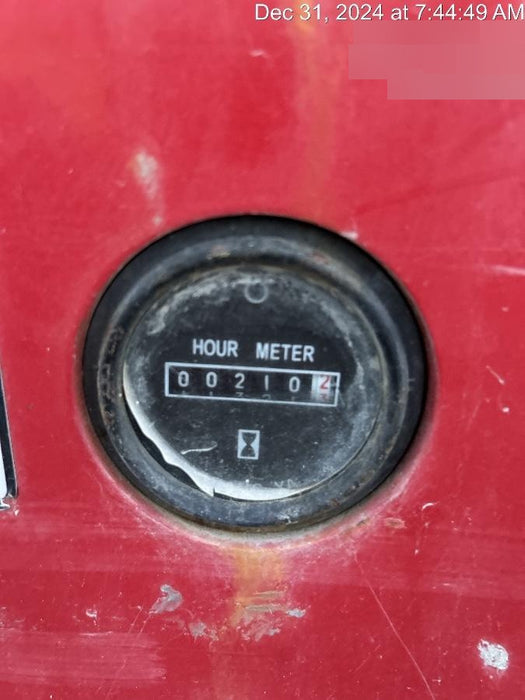 Dec 31, 2024 at 7:44:49 AM
HOUR METER
002102